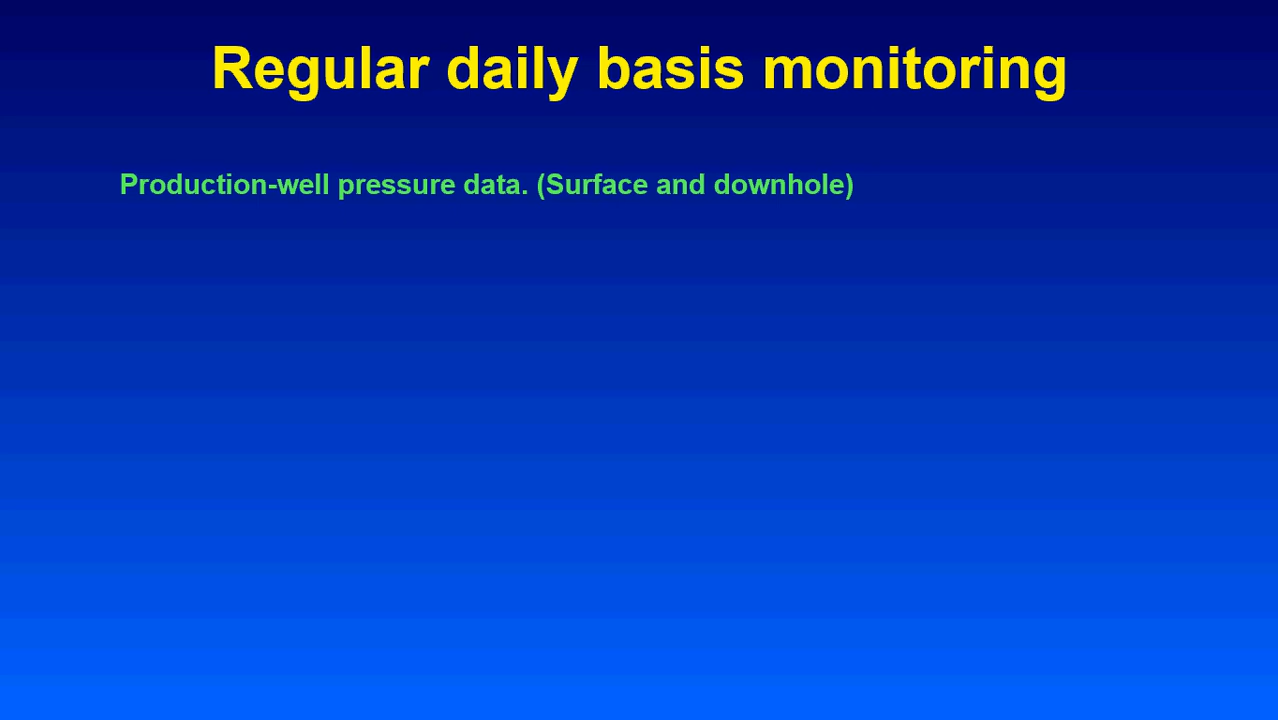 Regular daily basis monitoring
Production-well pressure data. (Surface and downhole)